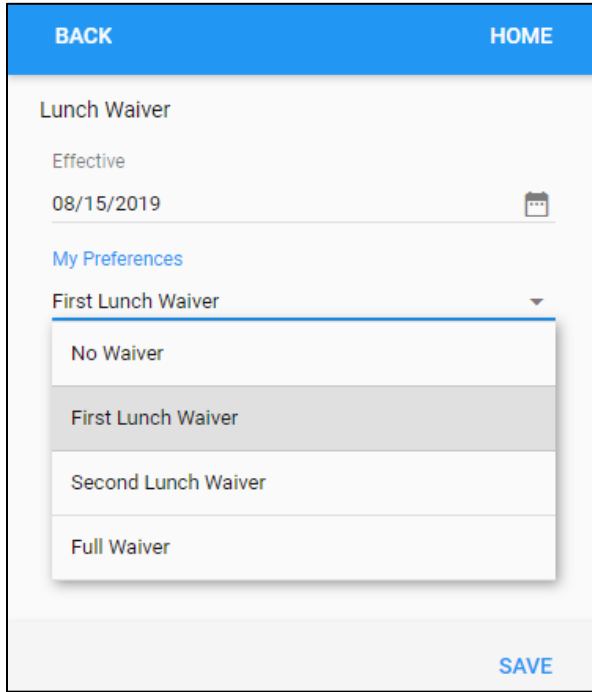 BACK HOME
Lunch Waiver
Effective
08/15/2019
My Preferences
First Lunch Waiver
No Waiver
First Lunch Waiver
Second Lunch Waiver
Full Waiver
SAVE